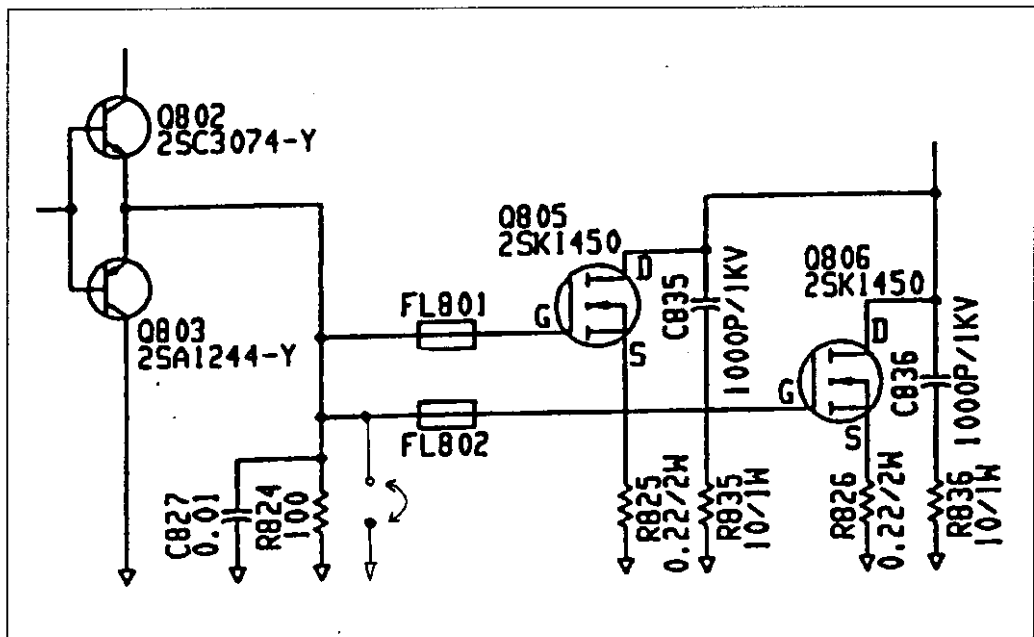 Q802
2SC3074-Y
Q803
2SA1244-Y
FL801
FL802
C827
0.01
R824
100
Q805
2SK1450
G
D
S
C835
1000P/1KV
R825
0.22/2W
R835
10/1W
Q806
2SK1450
G
D
S
C836
1000P/1KV
R826
0.22/2W
R836
10/1W